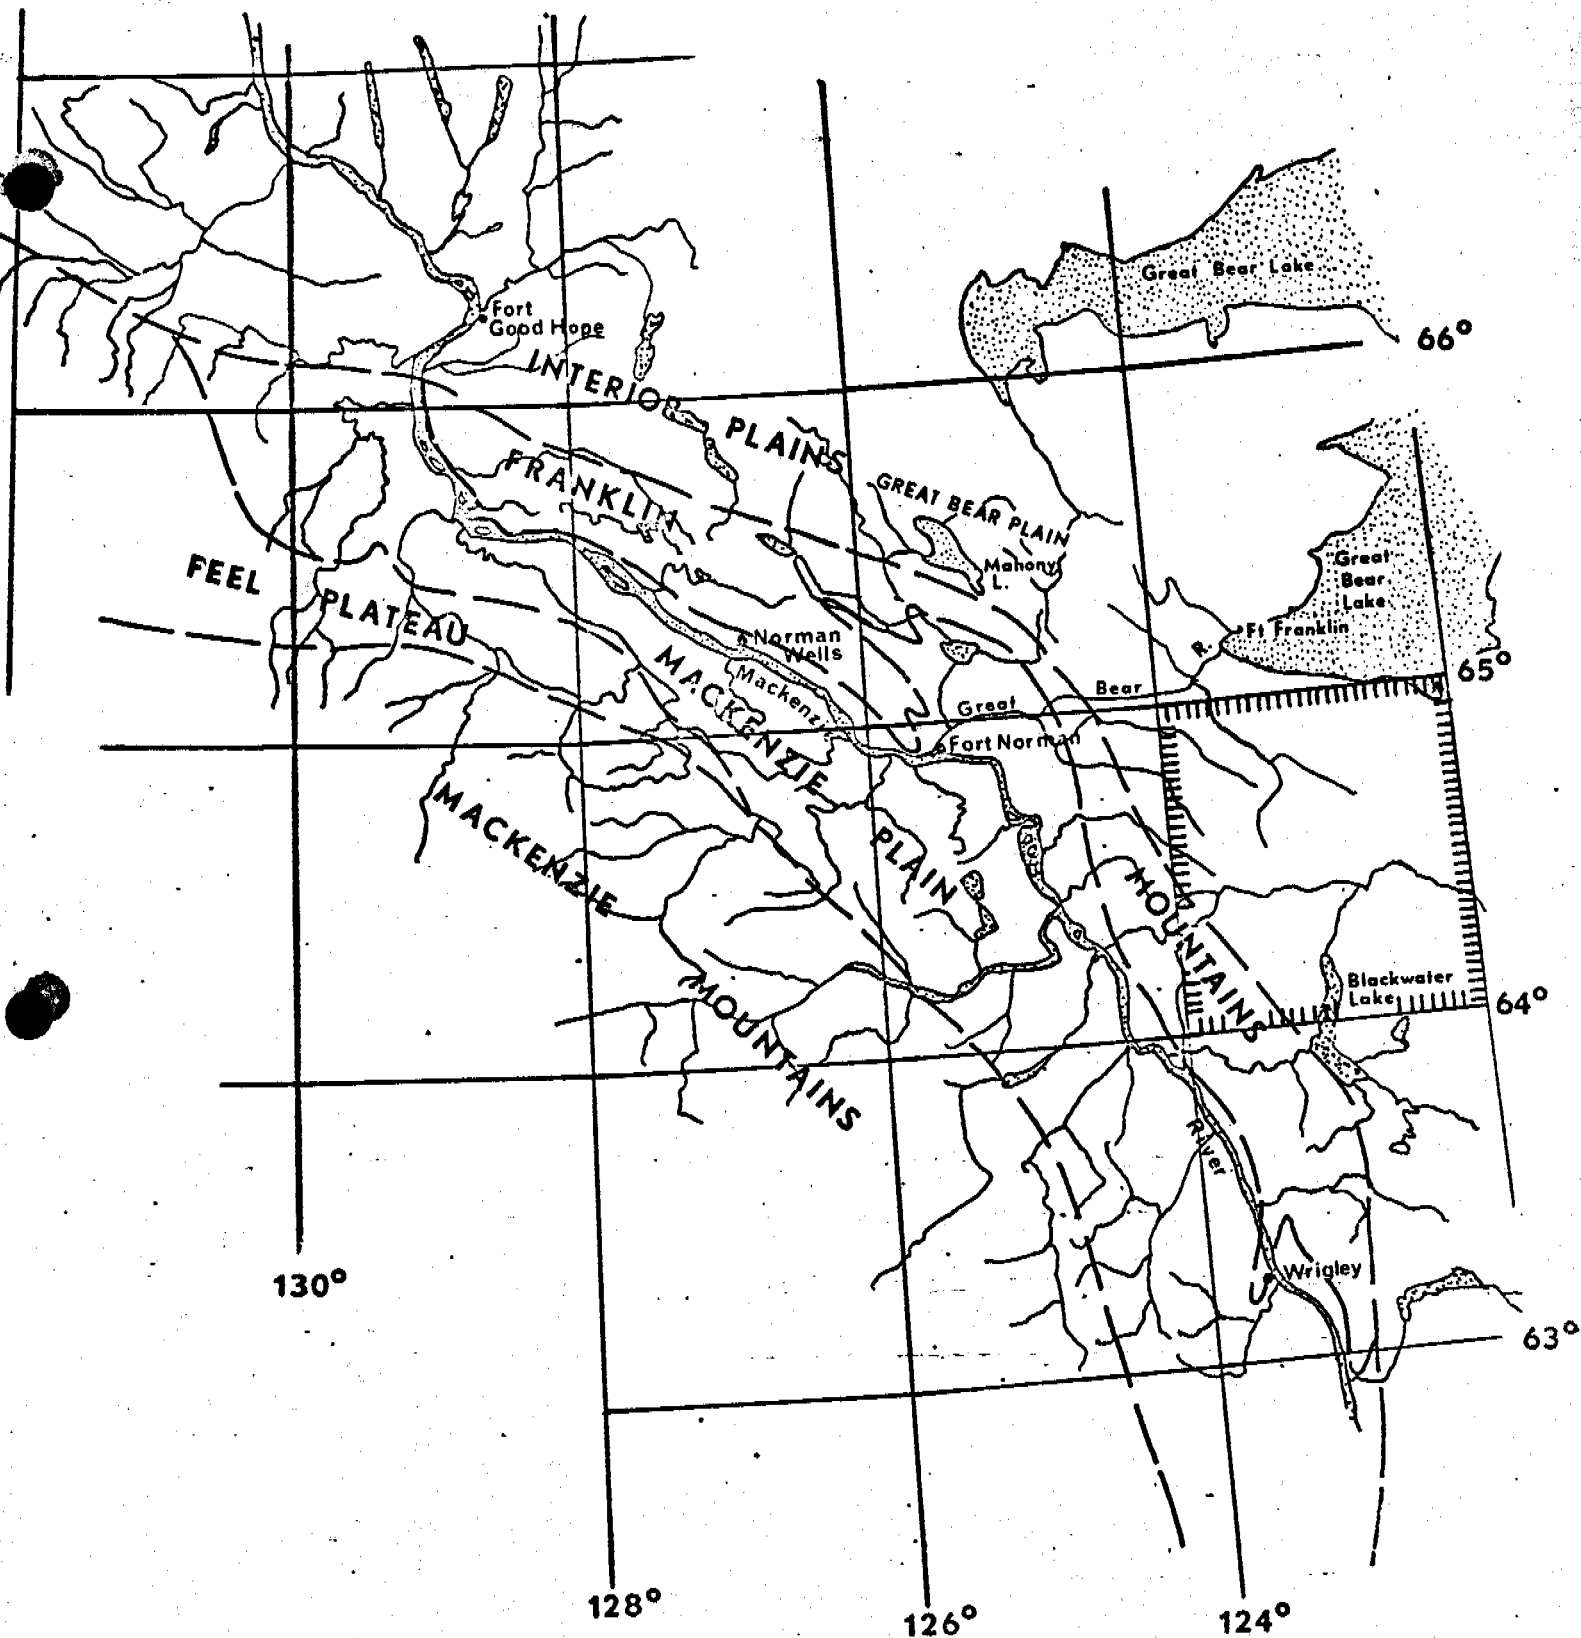 Great Bear Lake
66°
Fort
Good Hope
INTERIOR PLAINS
FRANKLIN
GREAT BEAR PLAIN
Mahony
L.
Great
Bear
Lake
FEEL PLATEAU
Ft Franklin
Norman
Wells
R.
65°
MACKENZIE
Mackenzie
Great Bear
Fort Norman
MACKENZIE
PLAIN
MOUNTAINS
Blackwater
Lake
64°
MOUNTAINS
River
Wrigley
130°
63°
128°
126°
124°